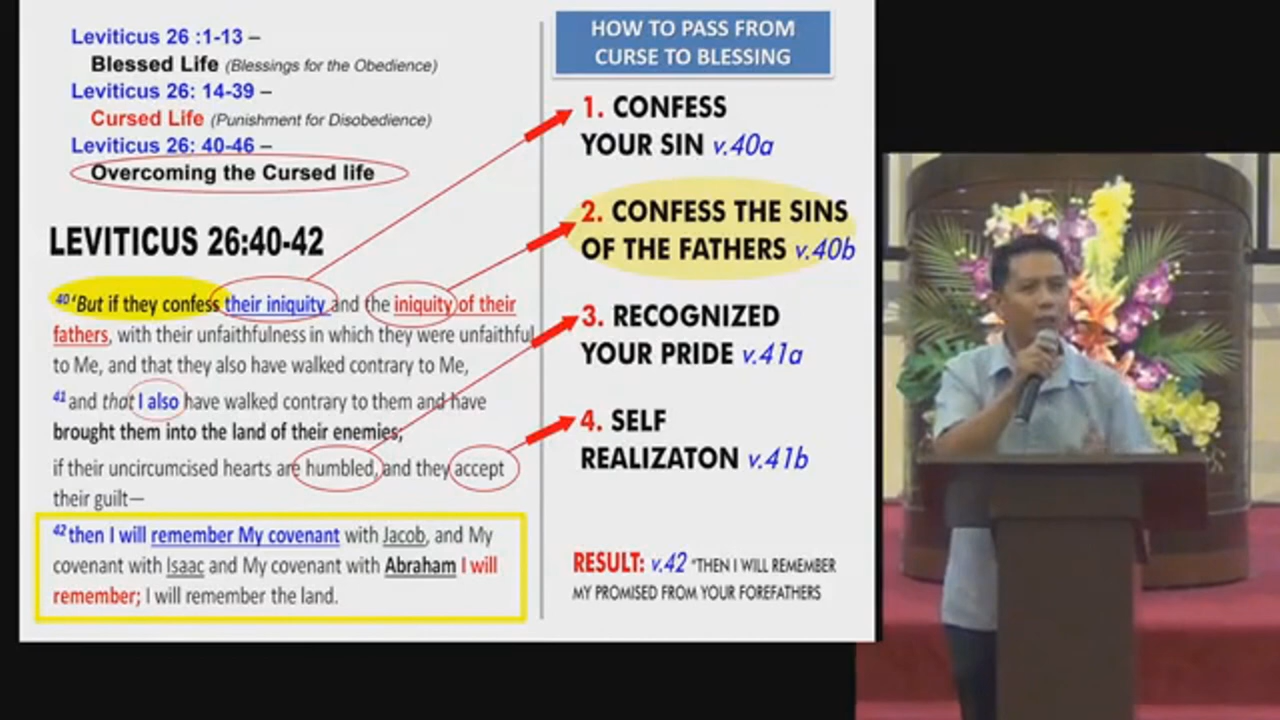 Leviticus 26 :1-13 –
Blessed Life (Blessings for the Obedience)
Leviticus 26: 14-39 –
Cursed Life (Punishment for Disobedience)
Leviticus 26: 40-46 –
Overcoming the Cursed life
LEVITICUS 26:40-42
40 'But if they confess their iniquity and the iniquity of their
fathers, with their unfaithfulness in which they were unfaithful
to Me, and that they also have walked contrary to Me,
41 and that I also have walked contrary to them and have
brought them into the land of their enemies;
if their uncircumcised hearts are humbled, and they accept
their guilt—
42 then I will remember My covenant with Jacob, and My
covenant with Isaac and My covenant with Abraham I will
remember; I will remember the land.
HOW TO PASS FROM
CURSE TO BLESSING
1. CONFESS
YOUR SIN v.40a
2. CONFESS THE SINS
OF THE FATHERS v.40b
3. RECOGNIZED
YOUR PRIDE v.41a
4. SELF
REALIZATON v.41b
RESULT: v.42 "THEN I WILL REMEMBER
MY PROMISED FROM YOUR FOREFATHERS